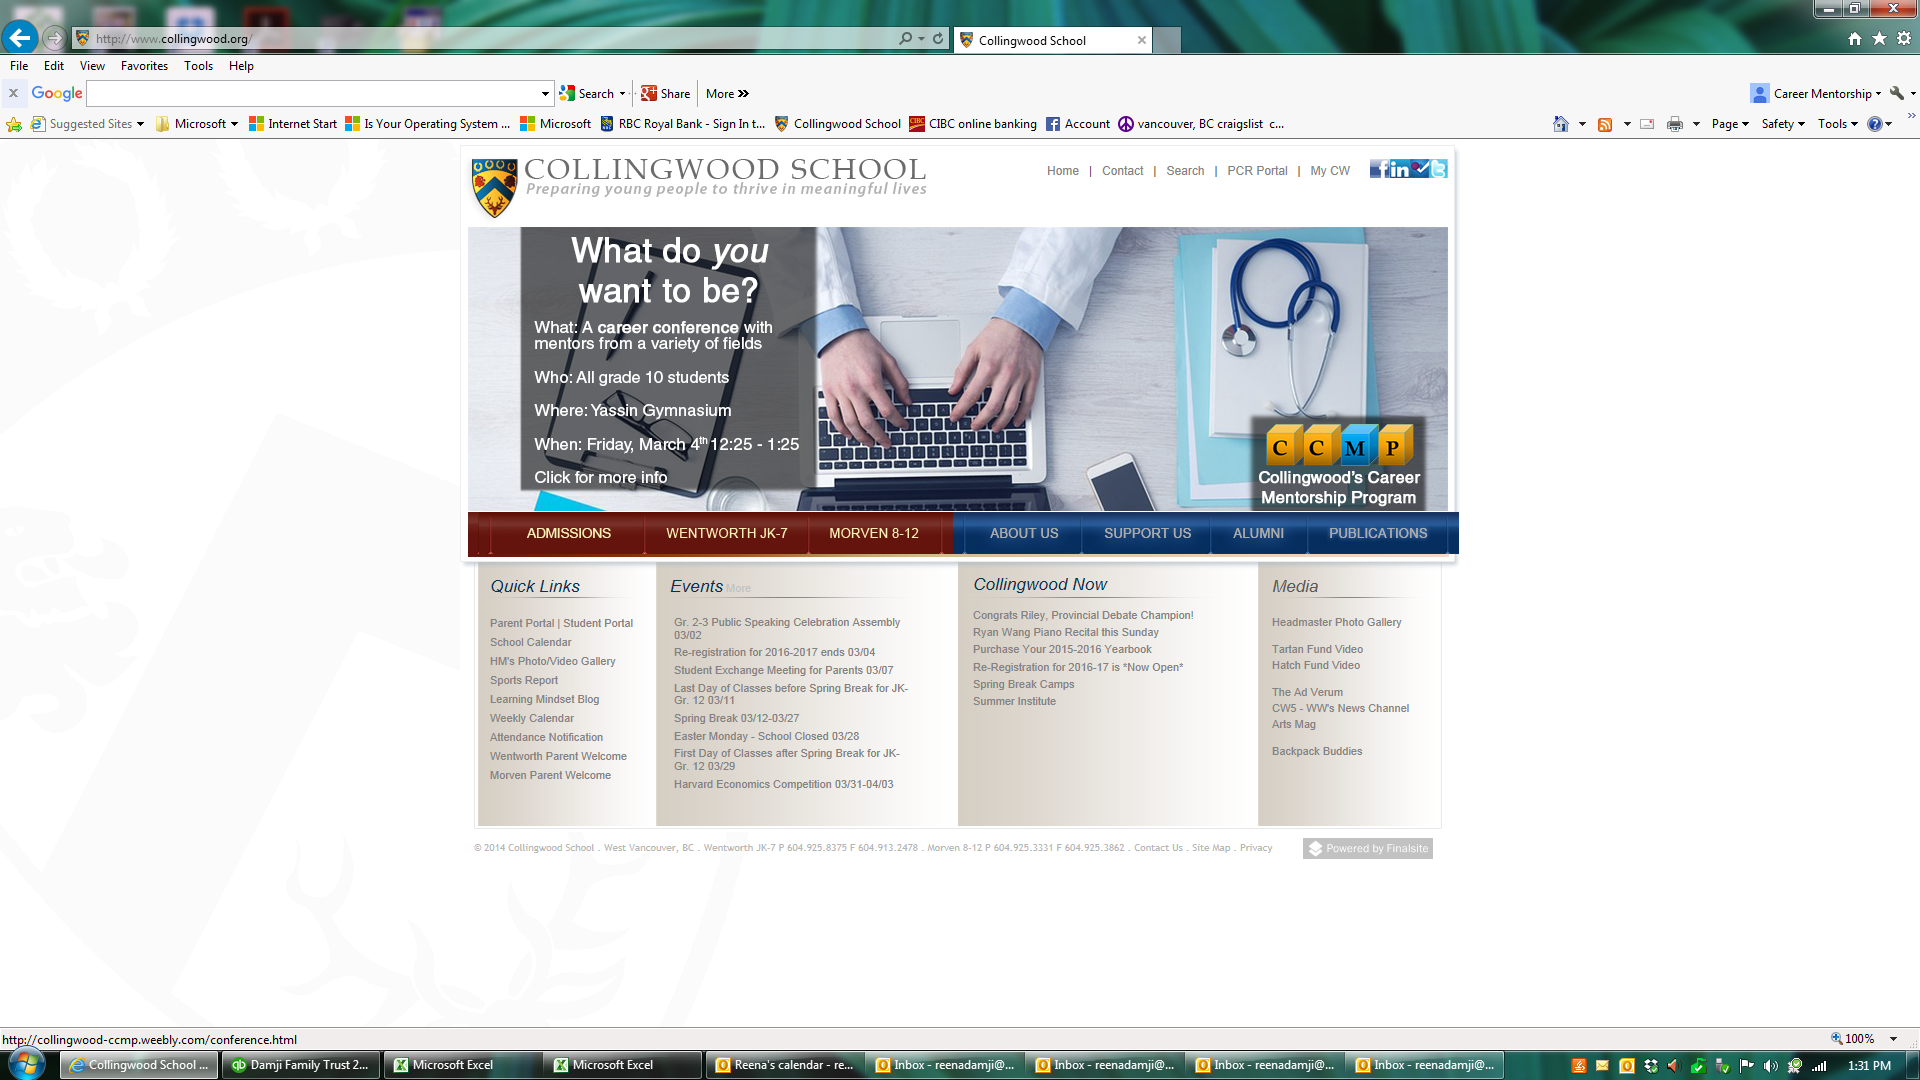 http://www.collingwood.org/
Collingwood School
File Edit View Favorites Tools Help
x Google Search Share More »
Career Mentorship
Suggested Sites Microsoft Internet Start Is Your Operating System ... Microsoft RBC Royal Bank - Sign In t... Collingwood School CIBC online banking Account vancouver, BC craigslist c...
Page Safety Tools
COLLINGWOOD SCHOOL
Preparing young people to thrive in meaningful lives
Home | Contact | Search | PCR Portal | My CW
What do you
want to be?
What: A career conference with
mentors from a variety of fields
Who: All grade 10 students
Where: Yassin Gymnasium
When: Friday, March 4th 12:25 - 1:25
Click for more info
C C M P
Collingwood's Career
Mentorship Program
ADMISSIONS WENTWORTH JK-7 MORVEN 8-12 ABOUT US SUPPORT US ALUMNI PUBLICATIONS
Quick Links
Parent Portal | Student Portal
School Calendar
HM's Photo/Video Gallery
Sports Report
Learning Mindset Blog
Weekly Calendar
Attendance Notification
Wentworth Parent Welcome
Morven Parent Welcome
Events More
Gr. 2-3 Public Speaking Celebration Assembly
03/02
Re-registration for 2016-2017 ends 03/04
Student Exchange Meeting for Parents 03/07
Last Day of Classes before Spring Break for JK-
Gr. 12 03/11
Spring Break 03/12-03/27
Easter Monday - School Closed 03/28
First Day of Classes after Spring Break for JK-
Gr. 12 03/29
Harvard Economics Competition 03/31-04/03
Collingwood Now
Congrats Riley, Provincial Debate Champion!
Ryan Wang Piano Recital this Sunday
Purchase Your 2015-2016 Yearbook
Re-Registration for 2016-17 is *Now Open*
Spring Break Camps
Summer Institute
Media
Headmaster Photo Gallery
Tartan Fund Video
Hatch Fund Video
The Ad Verum
CW5 - WW's News Channel
Arts Mag
Backpack Buddies
© 2014 Collingwood School . West Vancouver, BC . Wentworth JK-7 P 604.925.8375 F 604.913.2478 . Morven 8-12 P 604.925.3331 F 604.925.3862 . Contact Us . Site Map . Privacy
Powered by Finalsite
http://collingwood-ccmp.weebly.com/conference.html
100%
Collingwood School ... Damji Family Trust 2... Microsoft Excel Microsoft Excel Reena's calendar - re... Inbox - reenadamji@... Inbox - reenadamji@... Inbox - reenadamji@... Inbox - reenadamji@...
1:31 PM